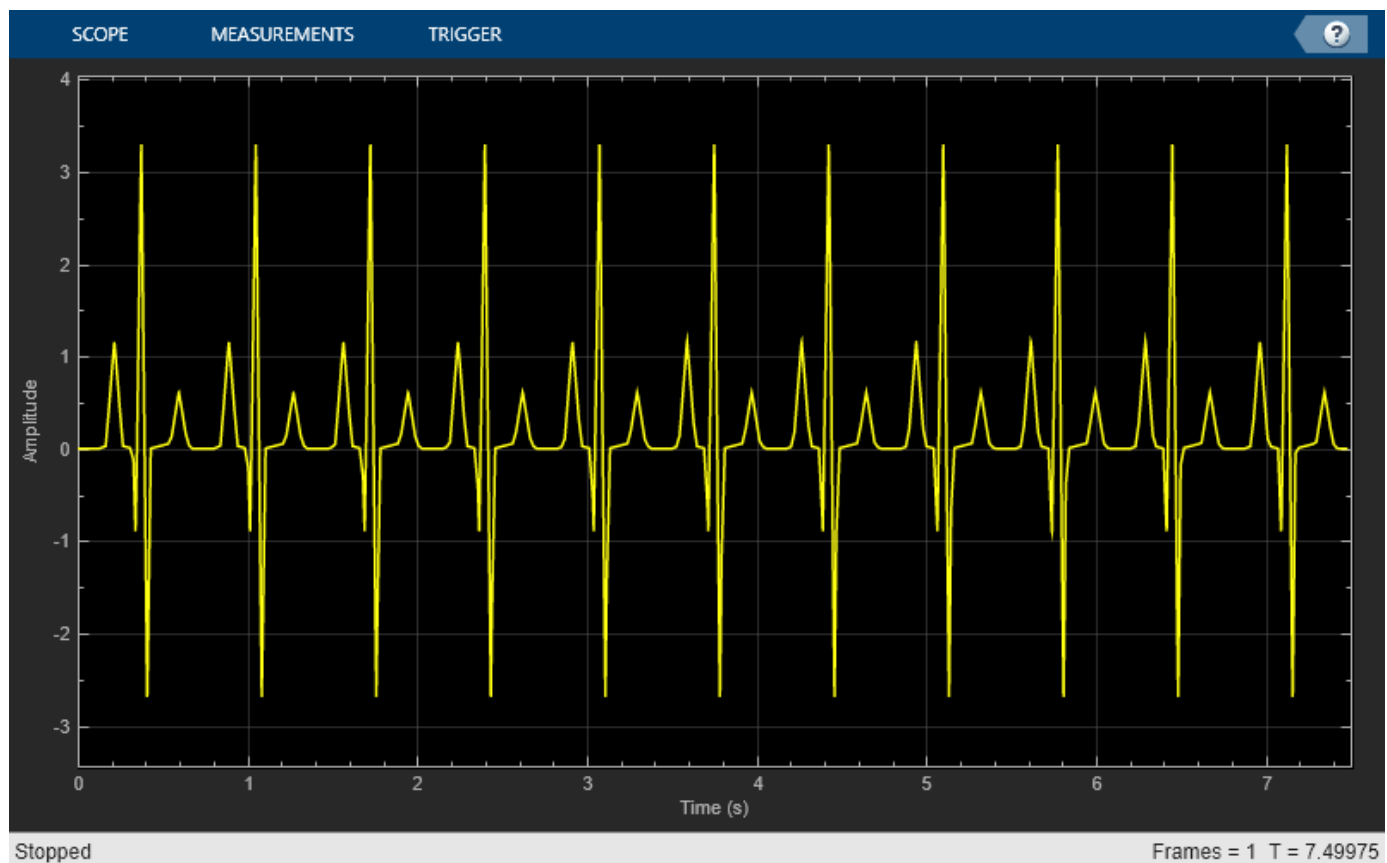 SCOPE MEASUREMENTS TRIGGER ?
4
3
2
1
0
-1
-2
-3
Amplitude
0 1 2 3 4 5 6 7
Time (s)
Stopped Frames = 1 T = 7.49975